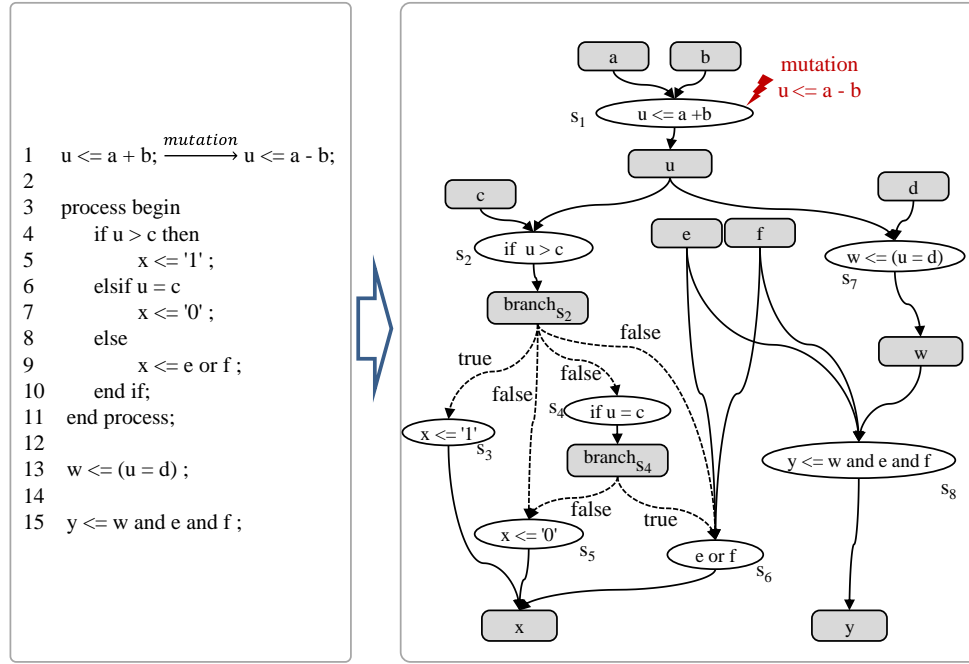 mutation
1 u <= a + b; ⟶ u <= a - b;
2
3 process begin
4 if u > c then
5 x <= '1' ;
6 elsif u = c
7 x <= '0' ;
8 else
9 x <= e or f ;
10 end if;
11 end process;
12
13 w <= (u = d) ;
14
15 y <= w and e and f ;
a
b
mutation
u <= a - b
s1
u <= a +b
u
c
d
e
f
s2
if u > c
w <= (u = d)
s7
branchS2
w
true
false
false
false
s4
if u = c
x <= '1'
s3
branchS4
y <= w and e and f
s8
false
true
x <= '0'
s5
e or f
s6
x
y